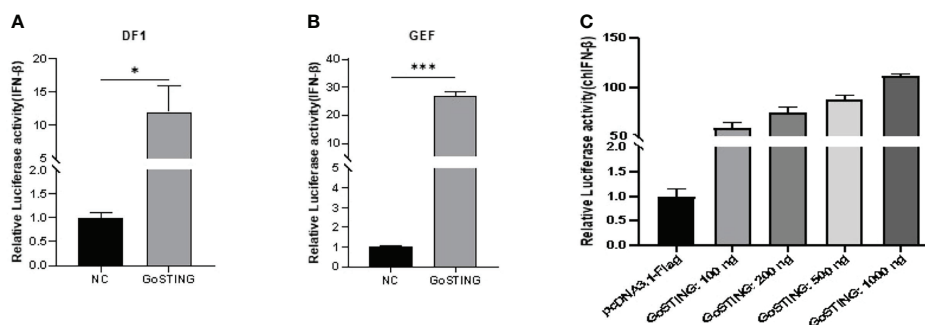 A
DF1
Relative Luciferase activity(IFN-β)
20
15
10
5
2.0
1.5
1.0
0.5
0.0
*
NC
GoSTING
B
GEF
Relative Luciferase activity(IFN-β)
40
30
20
10
5
4
3
2
1
0
***
NC
GoSTING
C
Relative Luciferase activity(chIFN-β)
150
100
50
2.0
1.5
1.0
0.5
0.0
pcDNA3.1-Flag
GoSTING: 100 ng
GoSTING: 200 ng
GoSTING: 500 ng
GoSTING: 1000 ng